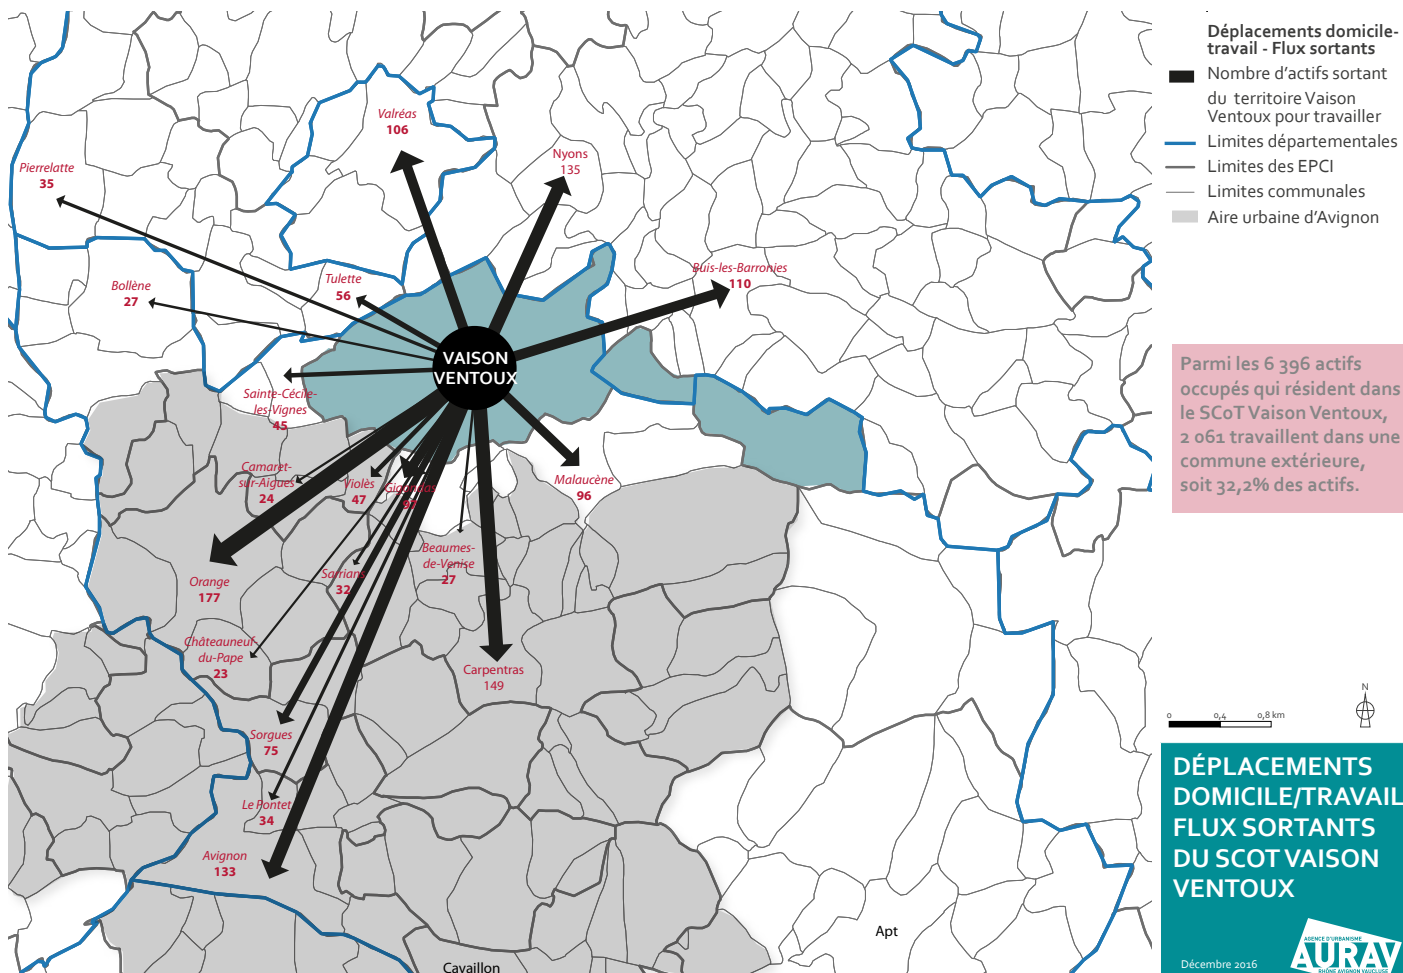 Valréas
106
Nyons
135
Pierrelatte
35
Bollène
27
Tulette
56
Buis-les-Barronies
110
VAISON
VENTOUX
Sainte-Cécile-
les-Vignes
45
Camaret-
sur-Aigues
24
Violès
47
Malaucène
96
Orange
177
Sarrians
32
Beaumes-
de-Venise
27
Châteauneuf-
du-Pape
23
Carpentras
149
Sorgues
75
Le Pontet
34
Avignon
133
Apt
Cavaillon
Déplacements domicile-
travail - Flux sortants
Nombre d'actifs sortant
du territoire Vaison
Ventoux pour travailler
Limites départementales
Limites des EPCI
Limites communales
Aire urbaine d'Avignon
Parmi les 6 396 actifs
occupés qui résident dans
le SCoT Vaison Ventoux,
2 061 travaillent dans une
commune extérieure,
soit 32,2% des actifs.
N
0 0,4 0,8 km
DÉPLACEMENTS
DOMICILE/TRAVAIL
FLUX SORTANTS
DU SCOT VAISON
VENTOUX
Décembre 2016
AGENCE D'URBANISME
AURAV
RHÔNE AVIGNON VAUCLUSE